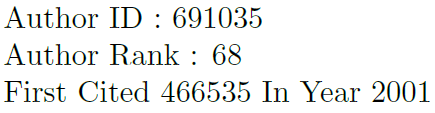 Author ID : 691035
Author Rank : 68
First Cited 466535 In Year 2001